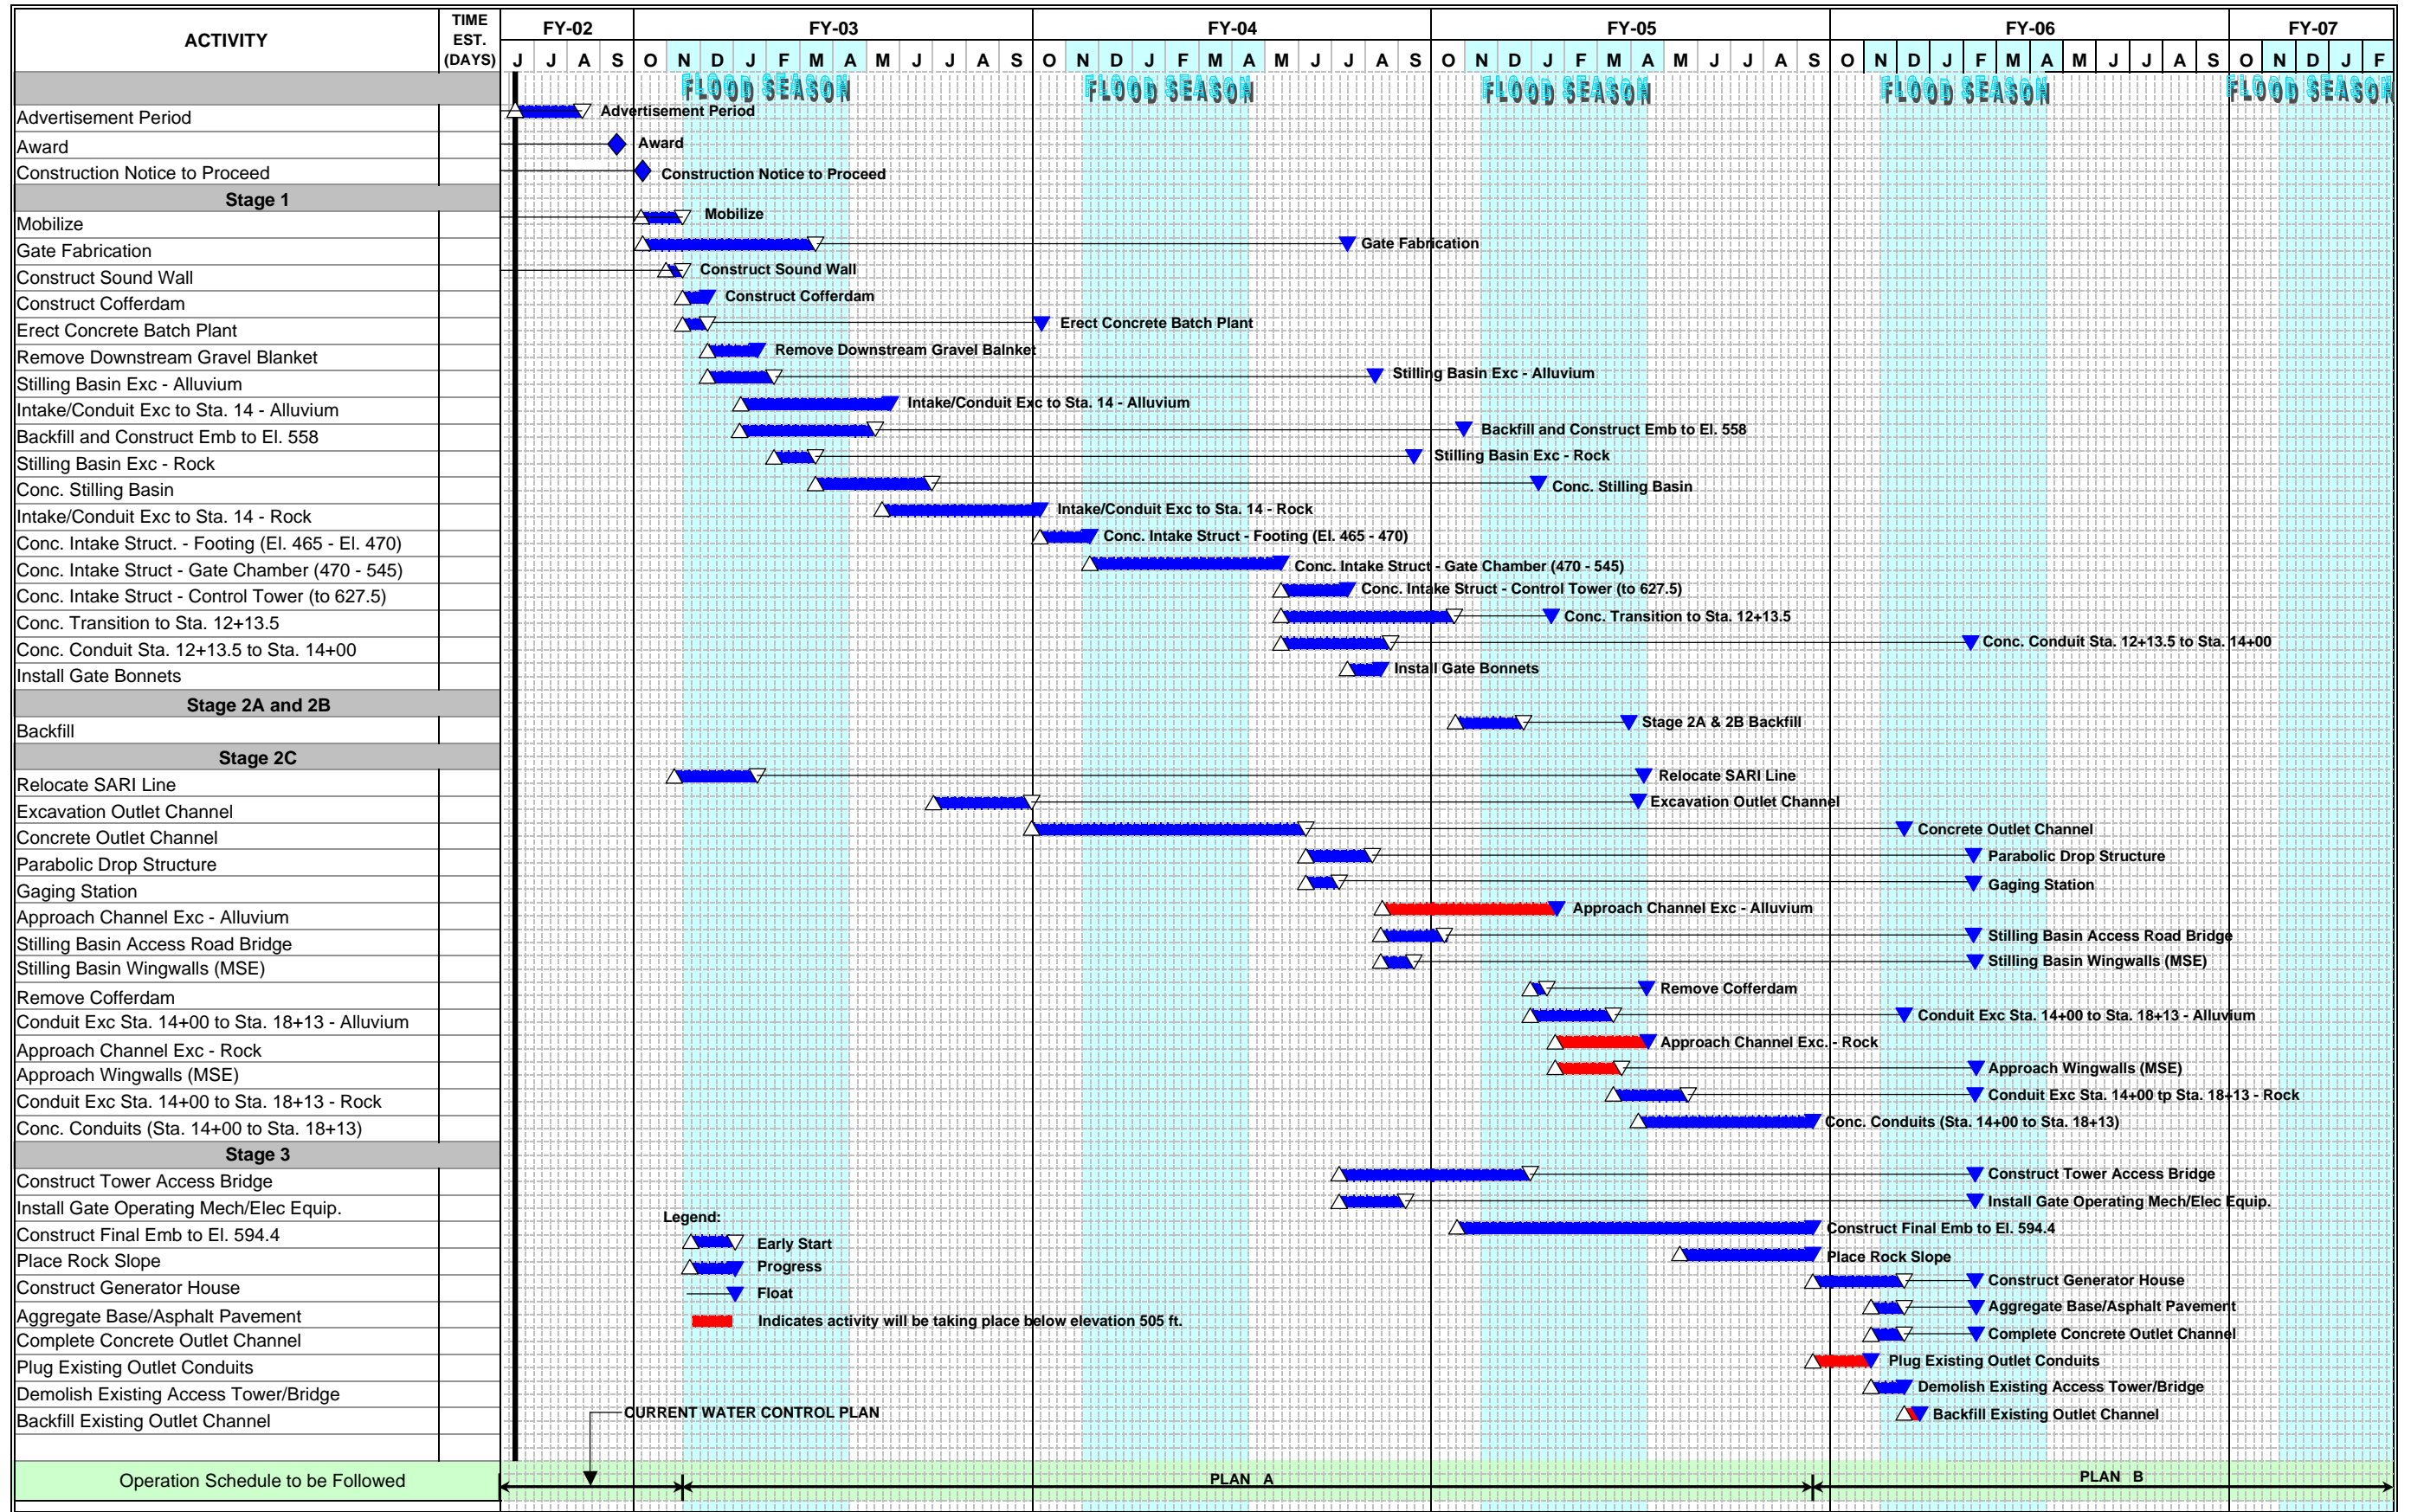 ACTIVITY
TIME EST. (DAYS)
FY-02 FY-03 FY-04 FY-05 FY-06 FY-07
J J A S O N D J F M A M J J A S O N D J F M A M J J A S O N D J F M A M J J A S O N D J F M A M J J A S O N D J F
FLOOD SEASON FLOOD SEASON FLOOD SEASON FLOOD SEASON FLOOD SEASON
Advertisement Period Advertisement Period
Award Award
Construction Notice to Proceed Construction Notice to Proceed
Stage 1
Mobilize Mobilize
Gate Fabrication Gate Fabrication
Construct Sound Wall Construct Sound Wall
Construct Cofferdam Construct Cofferdam
Erect Concrete Batch Plant Erect Concrete Batch Plant
Remove Downstream Gravel Blanket Remove Downstream Gravel Balnket
Stilling Basin Exc - Alluvium Stilling Basin Exc - Alluvium
Intake/Conduit Exc to Sta. 14 - Alluvium Intake/Conduit Exc to Sta. 14 - Alluvium
Backfill and Construct Emb to El. 558 Backfill and Construct Emb to El. 558
Stilling Basin Exc - Rock Stilling Basin Exc - Rock
Conc. Stilling Basin Conc. Stilling Basin
Intake/Conduit Exc to Sta. 14 - Rock Intake/Conduit Exc to Sta. 14 - Rock
Conc. Intake Struct. - Footing (El. 465 - El. 470) Conc. Intake Struct - Footing (El. 465 - 470)
Conc. Intake Struct - Gate Chamber (470 - 545) Conc. Intake Struct - Gate Chamber (470 - 545)
Conc. Intake Struct - Control Tower (to 627.5) Conc. Intake Struct - Control Tower (to 627.5)
Conc. Transition to Sta. 12+13.5 Conc. Transition to Sta. 12+13.5
Conc. Conduit Sta. 12+13.5 to Sta. 14+00 Conc. Conduit Sta. 12+13.5 to Sta. 14+00
Install Gate Bonnets Install Gate Bonnets
Stage 2A and 2B
Backfill Stage 2A & 2B Backfill
Stage 2C
Relocate SARI Line Relocate SARI Line
Excavation Outlet Channel Excavation Outlet Channel
Concrete Outlet Channel Concrete Outlet Channel
Parabolic Drop Structure Parabolic Drop Structure
Gaging Station Gaging Station
Approach Channel Exc - Alluvium Approach Channel Exc - Alluvium
Stilling Basin Access Road Bridge Stilling Basin Access Road Bridge
Stilling Basin Wingwalls (MSE) Stilling Basin Wingwalls (MSE)
Remove Cofferdam Remove Cofferdam
Conduit Exc Sta. 14+00 to Sta. 18+13 - Alluvium Conduit Exc Sta. 14+00 to Sta. 18+13 - Alluvium
Approach Channel Exc - Rock Approach Channel Exc. - Rock
Approach Wingwalls (MSE) Approach Wingwalls (MSE)
Conduit Exc Sta. 14+00 to Sta. 18+13 - Rock Conduit Exc Sta. 14+00 tp Sta. 18+13 - Rock
Conc. Conduits (Sta. 14+00 to Sta. 18+13) Conc. Conduits (Sta. 14+00 to Sta. 18+13)
Stage 3
Construct Tower Access Bridge Construct Tower Access Bridge
Install Gate Operating Mech/Elec Equip. Install Gate Operating Mech/Elec Equip.
Legend:
Construct Final Emb to El. 594.4 Construct Final Emb to El. 594.4
Early Start
Place Rock Slope Place Rock Slope
Progress
Construct Generator House Construct Generator House
Float
Aggregate Base/Asphalt Pavement Aggregate Base/Asphalt Pavement
Indicates activity will be taking place below elevation 505 ft.
Complete Concrete Outlet Channel Complete Concrete Outlet Channel
Plug Existing Outlet Conduits Plug Existing Outlet Conduits
Demolish Existing Access Tower/Bridge Demolish Existing Access Tower/Bridge
Backfill Existing Outlet Channel Backfill Existing Outlet Channel
CURRENT WATER CONTROL PLAN
Operation Schedule to be Followed PLAN A PLAN B